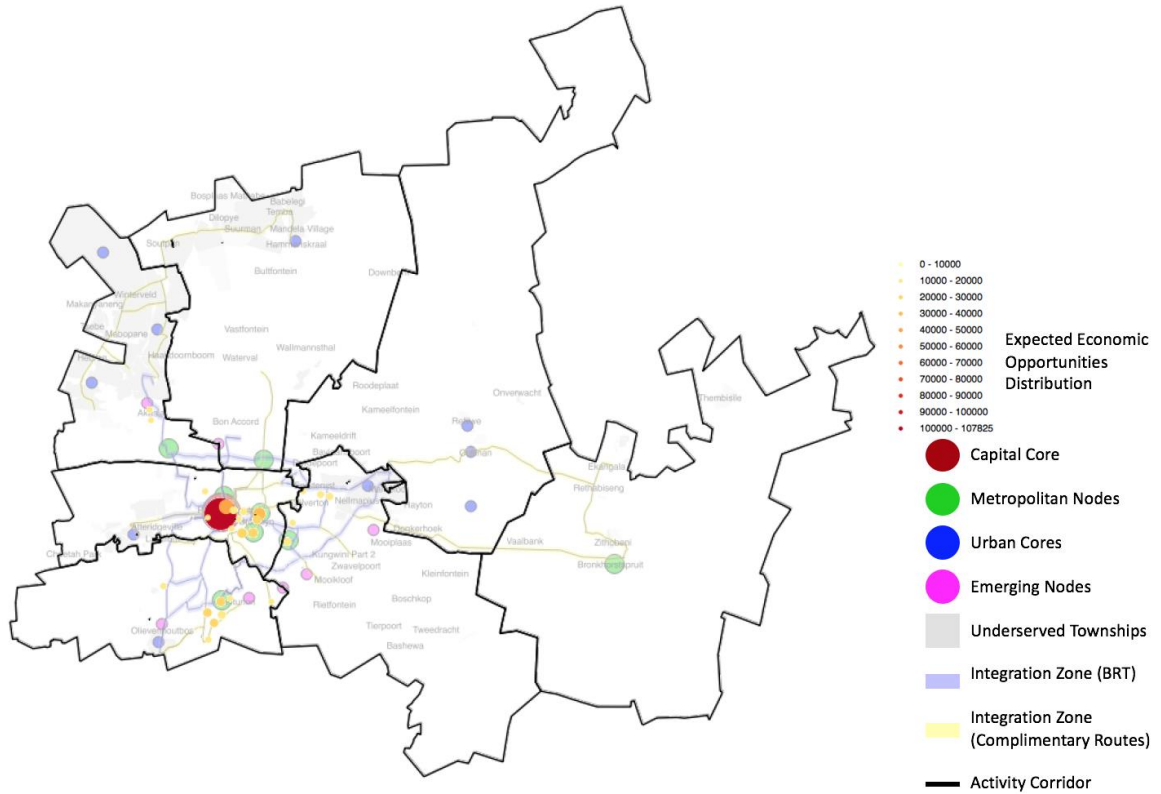 Babelegi
Temba
Dilopye
Suurman
Mandela Village
Hammanskraal
Soutpan
Bultfontein
Winterveld
Mabopane
Vastfontein
Waterval
Wallmannsthal
Roodeplaat
Onverwacht
Kameelfontein
Bon Accord
Kameeldrift
Thembisile
Ekangala
Rethabiseng
Rayton
Donkerhoek
Mooiplaas
Vaalbank
Zithobeni
Bronkhorstspruit
Atteridgeville
Kungwini Part 2
Zwavelpoort
Mooikloof
Kleinfontein
Boschkop
Rietfontein
Olievenhoutbos
Tierpoort
Tweedracht
Bashewa
0 - 10000
10000 - 20000
20000 - 30000
30000 - 40000
40000 - 50000
50000 - 60000
60000 - 70000
70000 - 80000
80000 - 90000
90000 - 100000
100000 - 107825
Expected Economic
Opportunities
Distribution
Capital Core
Metropolitan Nodes
Urban Cores
Emerging Nodes
Underserved Townships
Integration Zone (BRT)
Integration Zone
(Complimentary Routes)
Activity Corridor